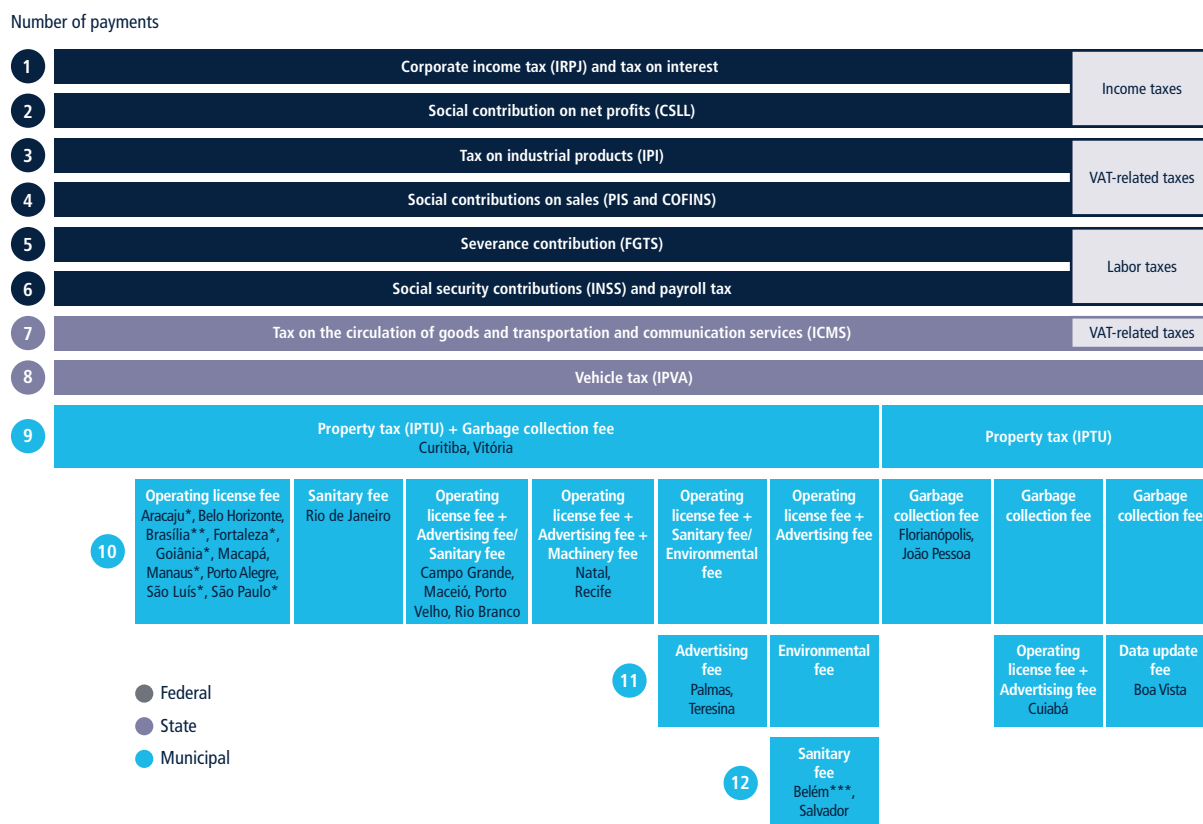 Number of payments
1
Corporate income tax (IRPJ) and tax on interest
Income taxes
2
Social contribution on net profits (CSLL)
3
Tax on industrial products (IPI)
VAT-related taxes
4
Social contributions on sales (PIS and COFINS)
5
Severance contribution (FGTS)
Labor taxes
6
Social security contributions (INSS) and payroll tax
7
Tax on the circulation of goods and transportation and communication services (ICMS)
VAT-related taxes
8
Vehicle tax (IPVA)
9
Property tax (IPTU) + Garbage collection fee
Curitiba, Vitória
Property tax (IPTU)
10
Operating license fee
Aracaju*, Belo Horizonte,
Brasília**, Fortaleza*,
Goiânia*, Macapá,
Manaus*, Porto Alegre,
São Luís*, São Paulo*
Sanitary fee
Rio de Janeiro
Operating
license fee +
Advertising fee/
Sanitary fee
Campo Grande,
Maceió, Porto
Velho, Rio Branco
Operating
license fee +
Advertising fee +
Machinery fee
Natal,
Recife
Operating
license fee +
Sanitary fee/
Environmental
fee
Operating
license fee +
Advertising fee
Garbage
collection fee
Florianópolis,
João Pessoa
Garbage
collection fee
Garbage
collection fee
11
Advertising
fee
Palmas,
Teresina
Environmental
fee
Operating
license fee +
Advertising fee
Cuiabá
Data update
fee
Boa Vista
12
Sanitary
fee
Belém***,
Salvador
Federal
State
Municipal